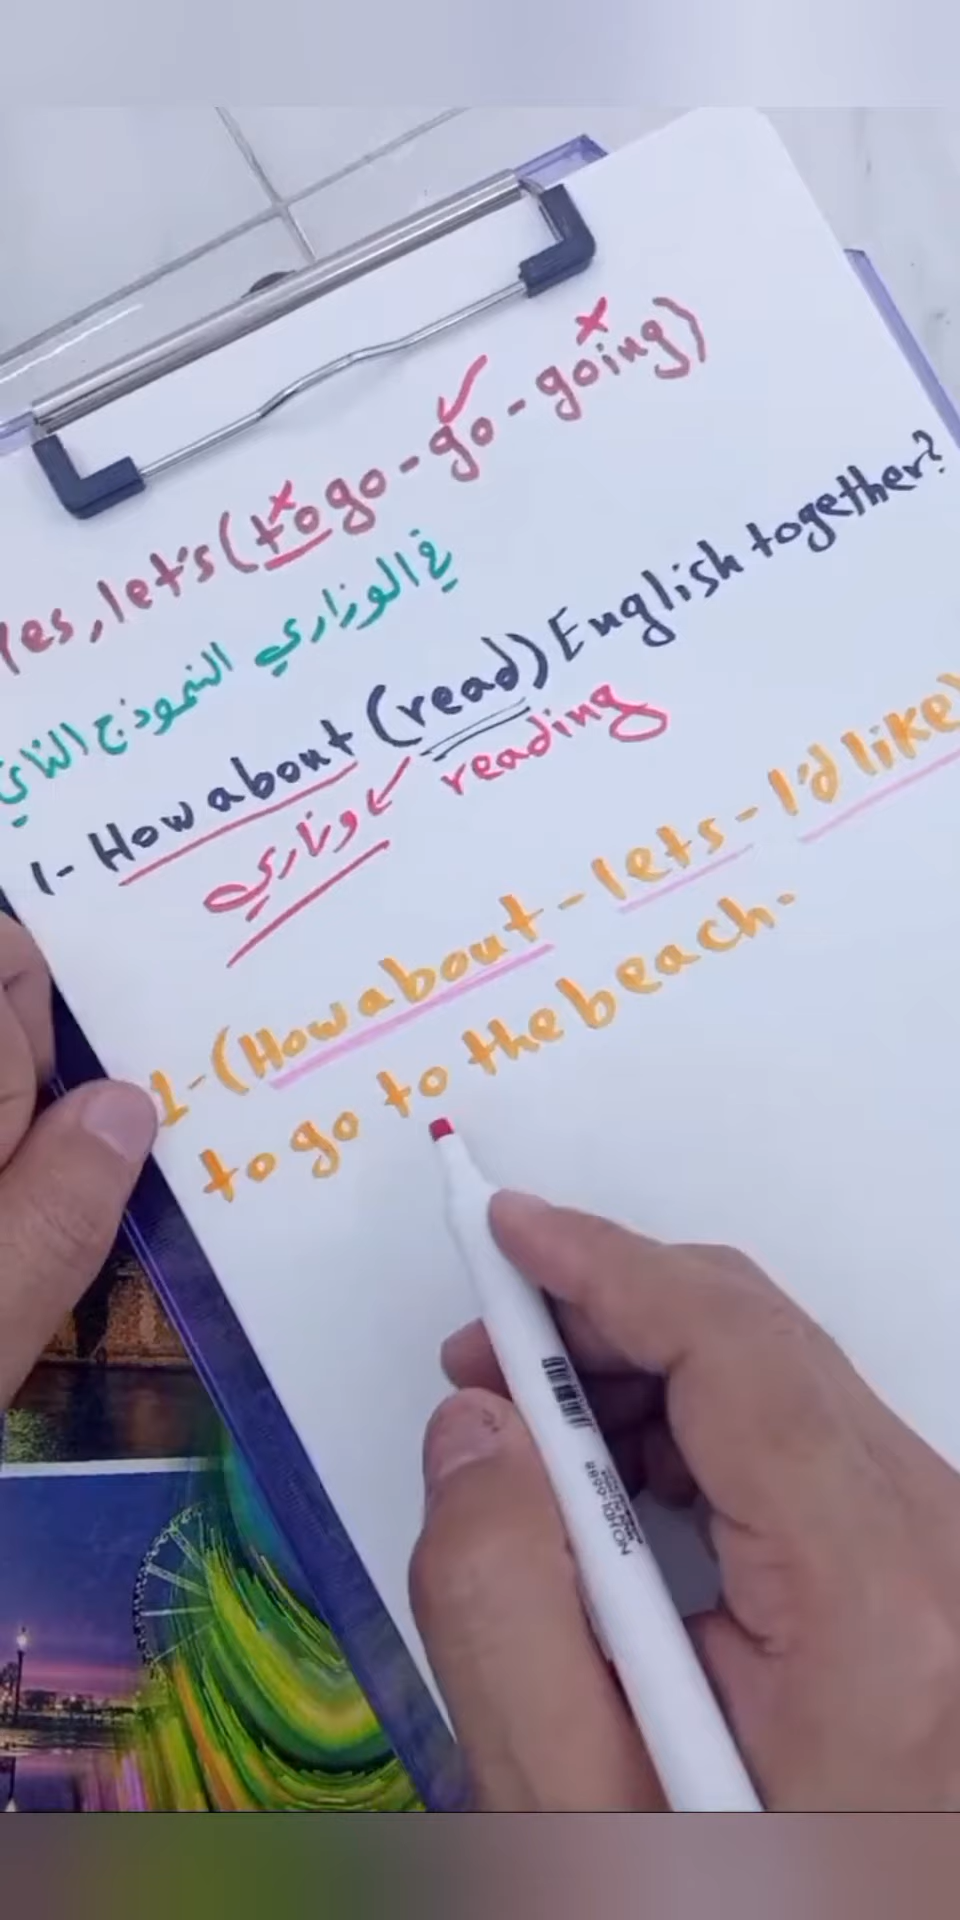 Yes, let's (to go - go - going)
في الوزاري النموذج الثاني
1- How about (read) English together?
وزاري reading
1- (How about - lets - I'd like)
to go to the beach.